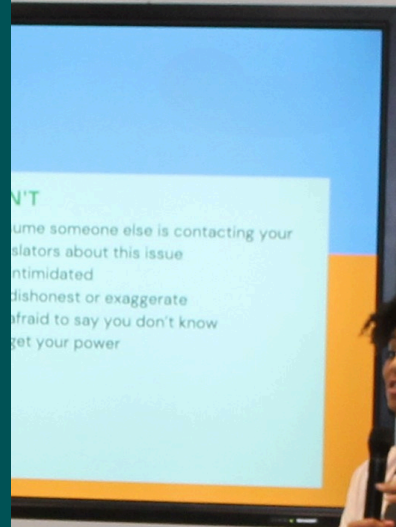 N'T
ume someone else is contacting your
slators about this issue
ntimidated
dishonest or exaggerate
afraid to say you don't know
get your power